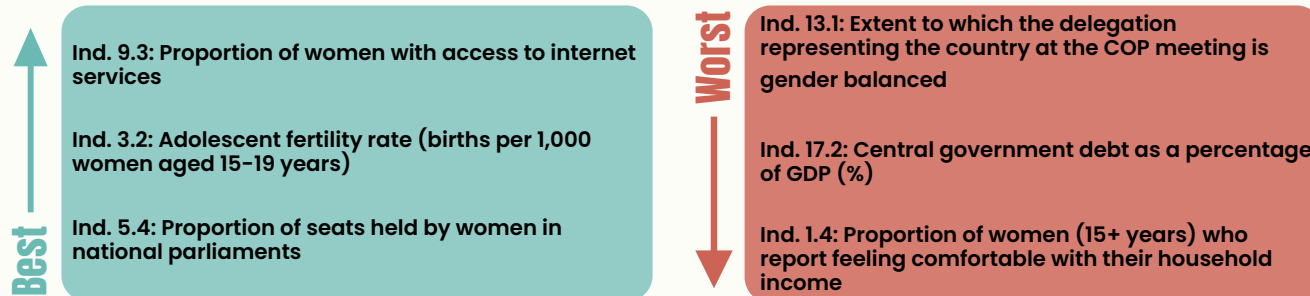 Best
Ind. 9.3: Proportion of women with access to internet
services
Ind. 3.2: Adolescent fertility rate (births per 1,000
women aged 15-19 years)
Ind. 5.4: Proportion of seats held by women in
national parliaments
Worst
Ind. 13.1: Extent to which the delegation
representing the country at the COP meeting is
gender balanced
Ind. 17.2: Central government debt as a percentage
of GDP (%)
Ind. 1.4: Proportion of women (15+ years) who
report feeling comfortable with their household
income